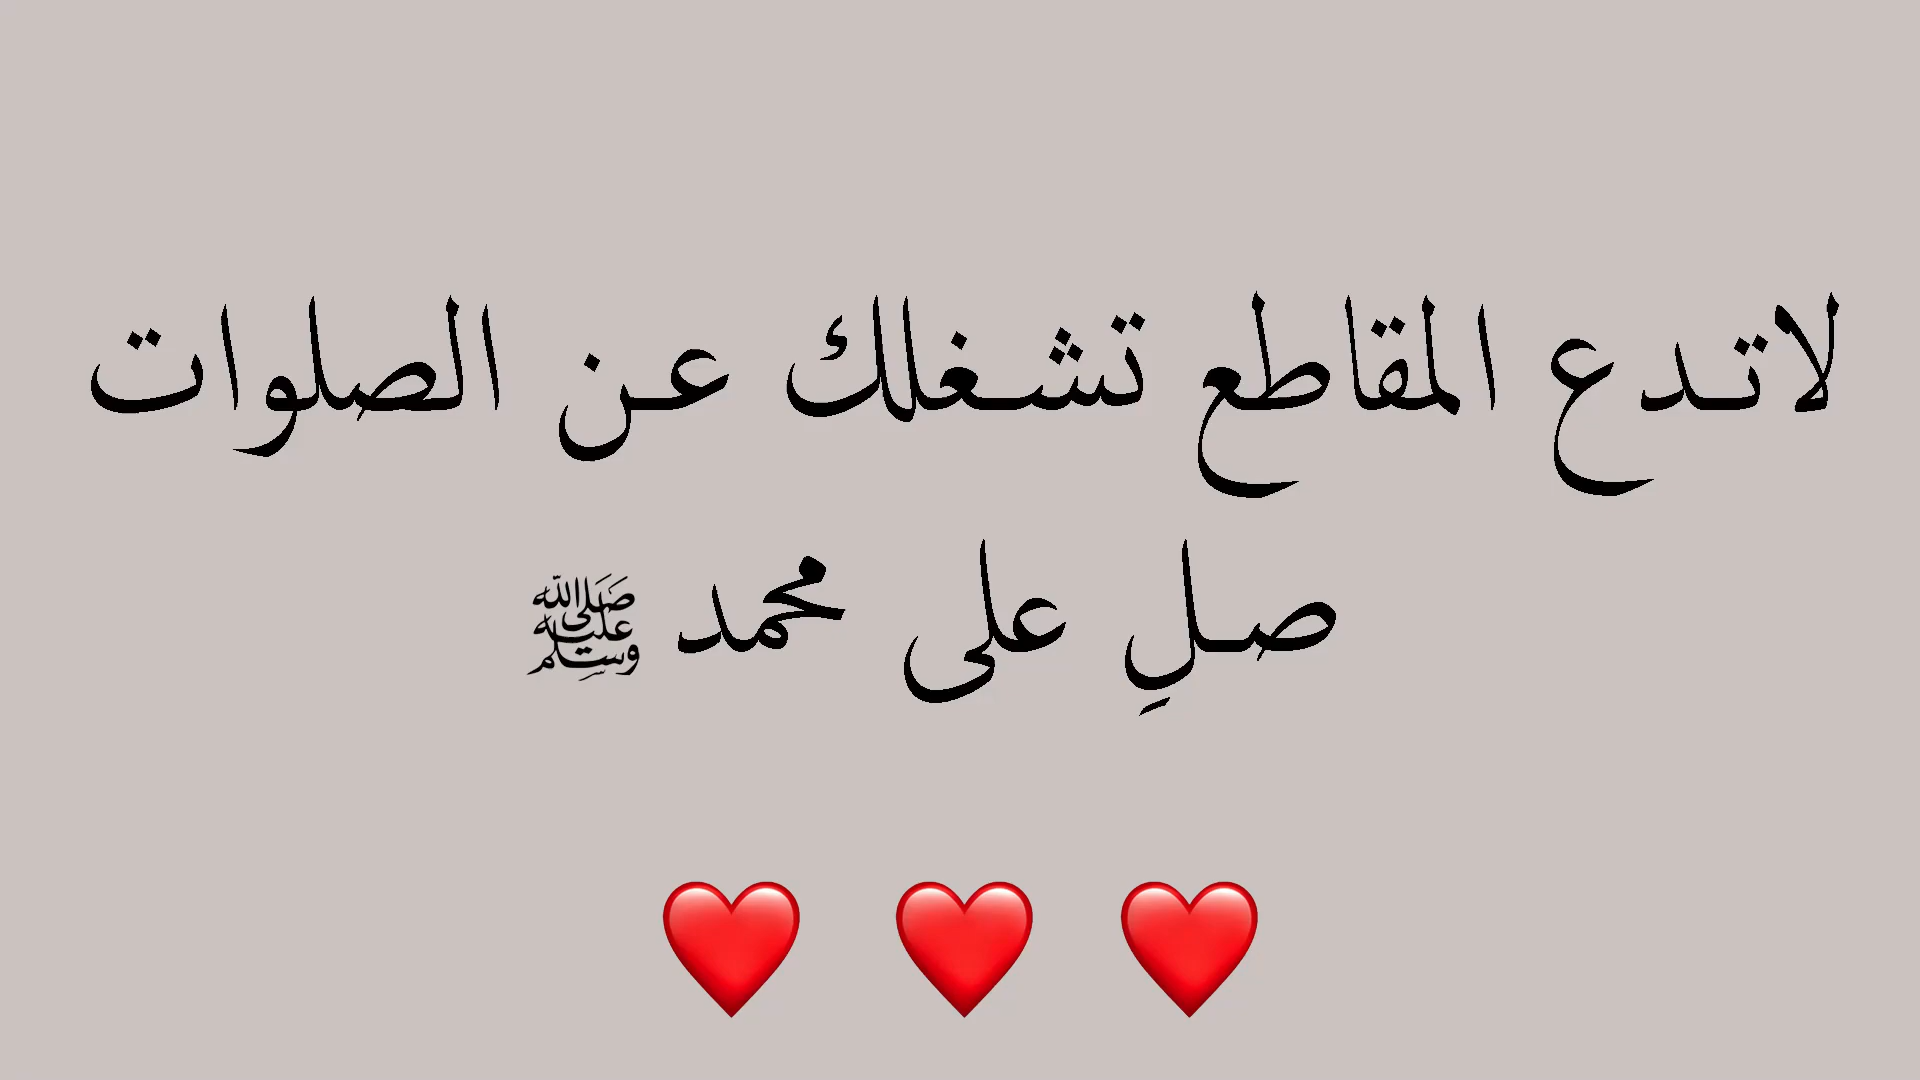 لاتدع المقاطع تشغلك عن الصلوات
صلِ على محمد ﷺ